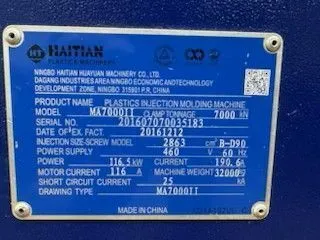 HT HAITIAN
PLASTICS MACHINERY
NINGBO HAITIAN HUAYUAN MACHINERY CO., LTD.
DAGANG INDUSTRIES AREA NINGBO ECONOMIC AND TECHNOLOGY
DEVELOPMENT ZONE, NINGBO 315801 P.R, CHINA
PRODUCT NAME PLASTICS INJECTION MOLDING MACHINE
MODEL MA7000II CLAMP TONNAGE 7000 kN
SERIAL NUMBER 201607070035183
DATE OF EX.FACT 20161212
INJECTION SIZE-SCREW 2863 cm³ B-D90
POWER SUPPLY 460 V 60 Hz
POWER 116.5 kW CURRENT 190.6 A
MOTOR CURRENT 116 A MACHINE WEIGHT 32000 kg
SHORT CIRCUIT CURRENT 25 kA
DRAWING TYPE MA7000II
MADE IN CHINA